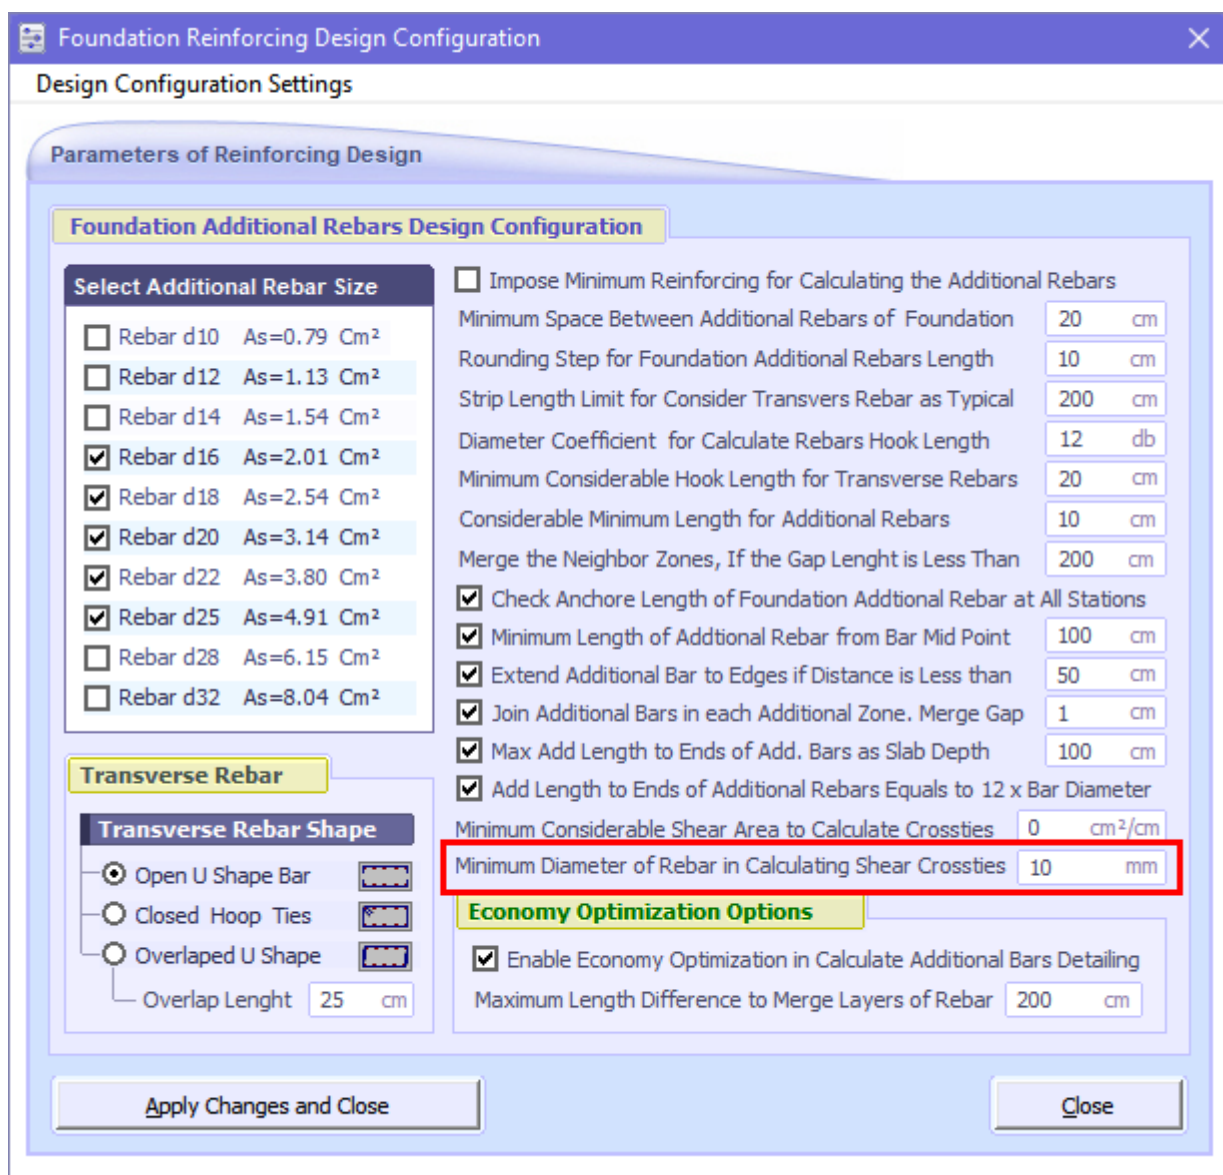 Foundation Reinforcing Design Configuration
Design Configuration Settings
Parameters of Reinforcing Design
Foundation Additional Rebars Design Configuration
Select Additional Rebar Size
Rebar d10 As=0.79 Cm²
Rebar d12 As=1.13 Cm²
Rebar d14 As=1.54 Cm²
Rebar d16 As=2.01 Cm²
Rebar d18 As=2.54 Cm²
Rebar d20 As=3.14 Cm²
Rebar d22 As=3.80 Cm²
Rebar d25 As=4.91 Cm²
Rebar d28 As=6.15 Cm²
Rebar d32 As=8.04 Cm²
Transverse Rebar
Transverse Rebar Shape
Open U Shape Bar
Closed Hoop Ties
Overlaped U Shape
Overlap Lenght 25 cm
Impose Minimum Reinforcing for Calculating the Additional Rebars
Minimum Space Between Additional Rebars of Foundation 20 cm
Rounding Step for Foundation Additional Rebars Length 10 cm
Strip Length Limit for Consider Transvers Rebar as Typical 200 cm
Diameter Coefficient for Calculate Rebars Hook Length 12 db
Minimum Considerable Hook Length for Transverse Rebars 20 cm
Considerable Minimum Length for Additional Rebars 10 cm
Merge the Neighbor Zones, If the Gap Lenght is Less Than 200 cm
Check Anchore Length of Foundation Addtional Rebar at All Stations
Minimum Length of Addtional Rebar from Bar Mid Point 100 cm
Extend Additional Bar to Edges if Distance is Less than 50 cm
Join Additional Bars in each Additional Zone. Merge Gap 1 cm
Max Add Length to Ends of Add. Bars as Slab Depth 100 cm
Add Length to Ends of Additional Rebars Equals to 12 x Bar Diameter
Minimum Considerable Shear Area to Calculate Crossties 0 cm²/cm
Minimum Diameter of Rebar in Calculating Shear Crossties 10 mm
Economy Optimization Options
Enable Economy Optimization in Calculate Additional Bars Detailing
Maximum Length Difference to Merge Layers of Rebar 200 cm
Apply Changes and Close
Close